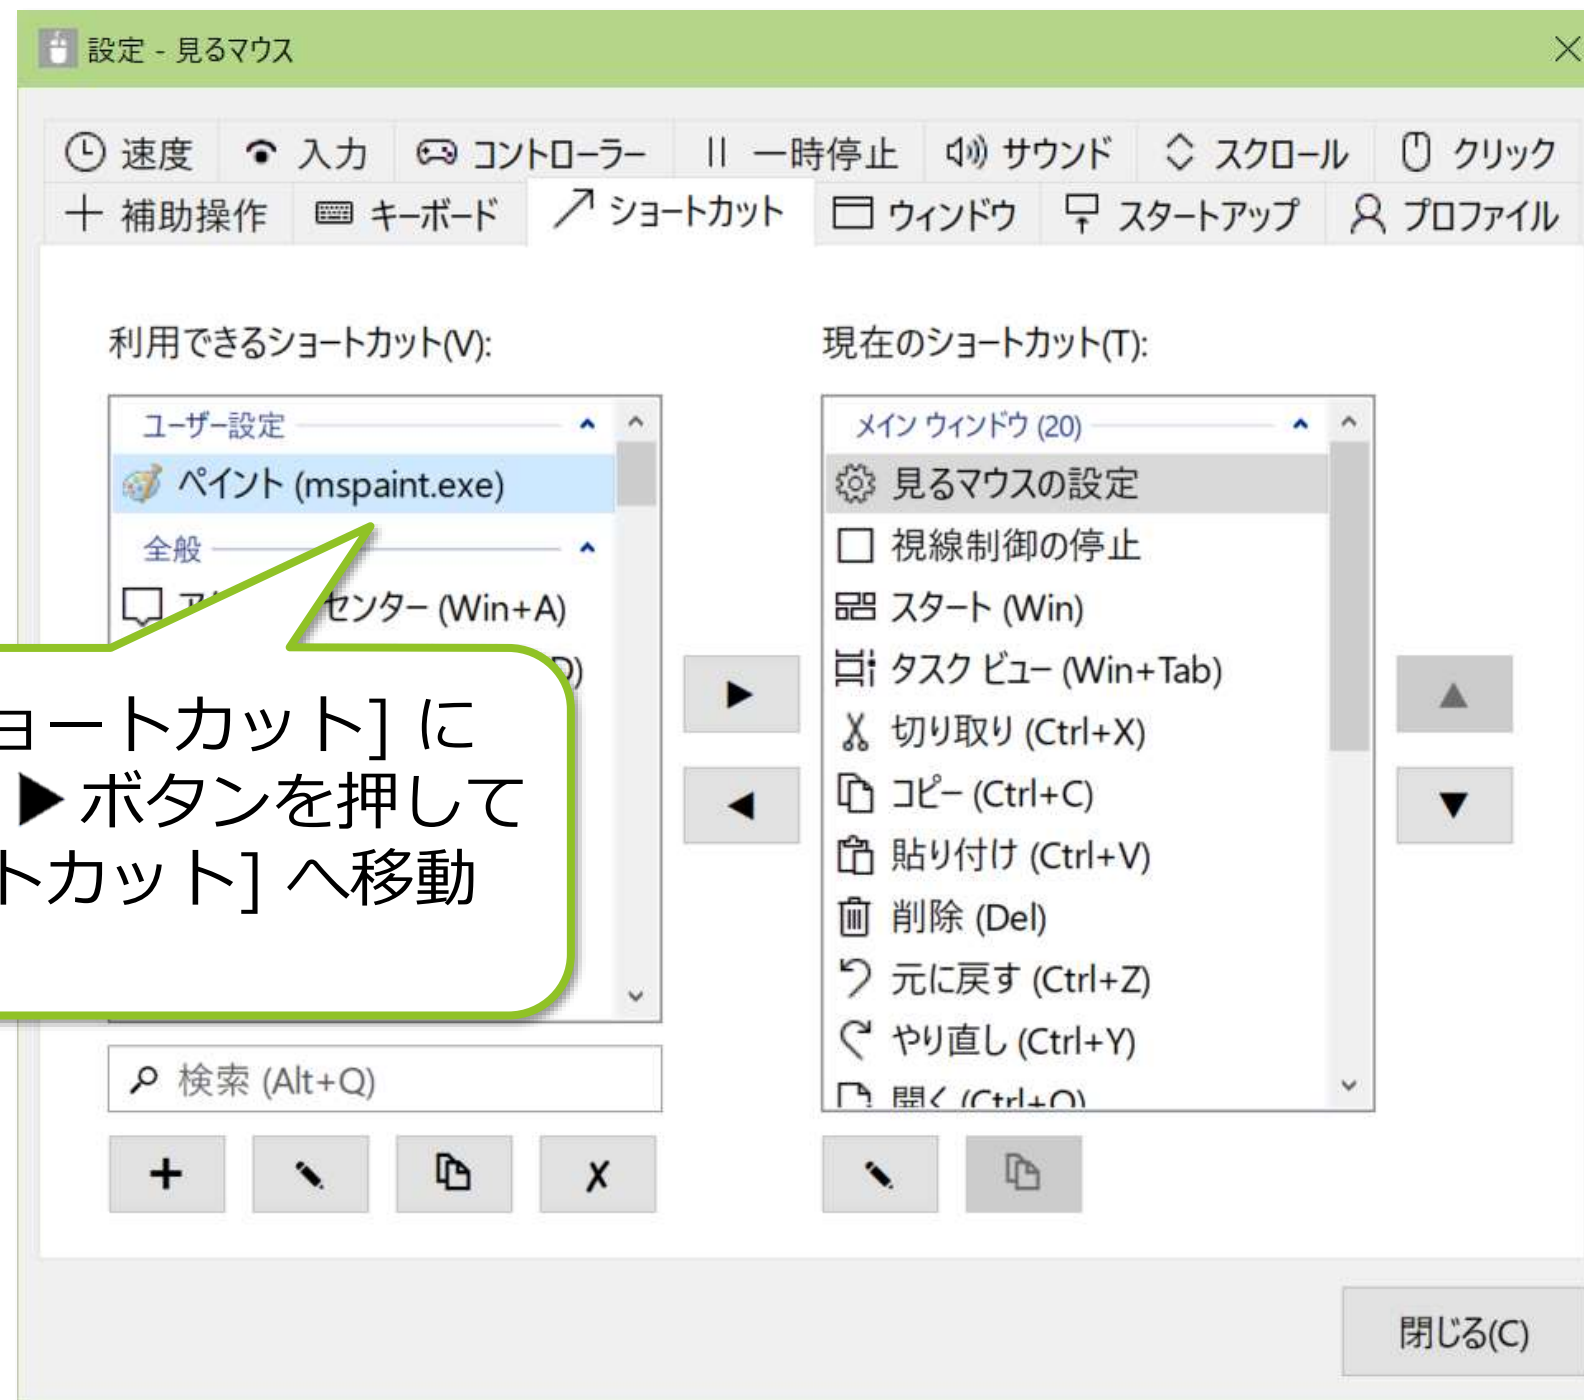 設定 - 見るマウス
速度 入力 コントローラー 一時停止 サウンド スクロール クリック
補助操作 キーボード ショートカット ウィンドウ スタートアップ プロファイル
利用できるショートカット(V):
ユーザー設定
ペイント (mspaint.exe)
全般
センター (Win+A)
ョートカット] に
▶ボタンを押して
トカット] へ移動
検索 (Alt+Q)
現在のショートカット(T):
メイン ウィンドウ (20)
見るマウスの設定
視線制御の停止
スタート (Win)
タスク ビュー (Win+Tab)
切り取り (Ctrl+X)
コピー (Ctrl+C)
貼り付け (Ctrl+V)
削除 (Del)
元に戻す (Ctrl+Z)
やり直し (Ctrl+Y)
開く (Ctrl+O)
閉じる(C)